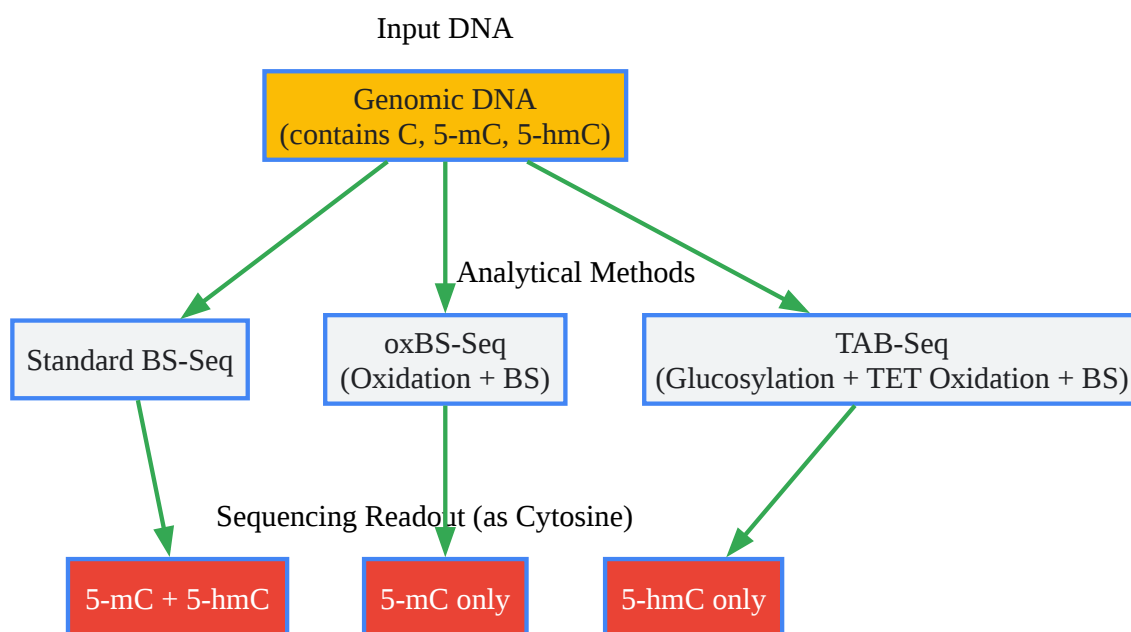 Input DNA
Genomic DNA
(contains C, 5-mC, 5-hmC)
Analytical Methods
Standard BS-Seq
oxBS-Seq
(Oxidation + BS)
TAB-Seq
(Glucosylation + TET Oxidation + BS)
Sequencing Readout (as Cytosine)
5-mC + 5-hmC
5-mC only
5-hmC only